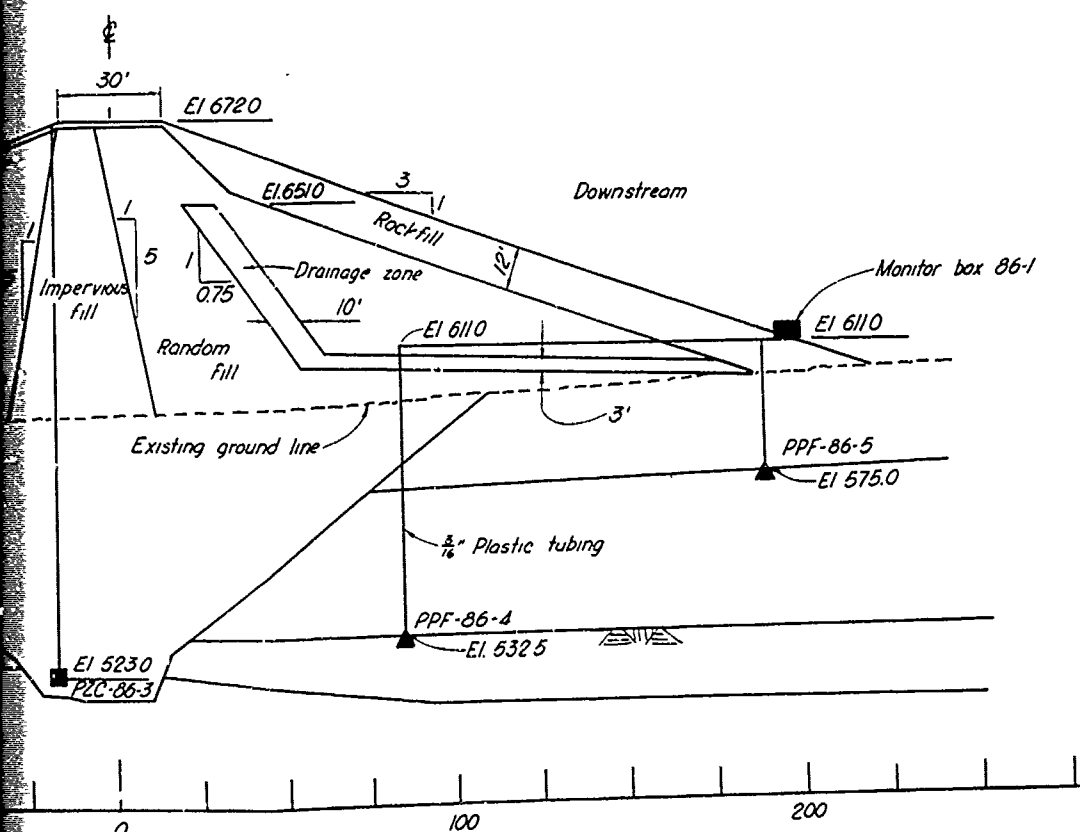 ℄
30'
El 672.0
3
1
Downstream
El. 651.0
Rockfill
1
5
1
12'
Drainage zone
1
0.75
Impervious
fill
10'
Monitor box 86-1
El 611.0
El 611.0
Random
fill
3'
Existing ground line
PPF-86-5
El 575.0
3/16" Plastic tubing
PPF-86-4
El. 532.5
El 523.0
PZC-86-3
0
100
200